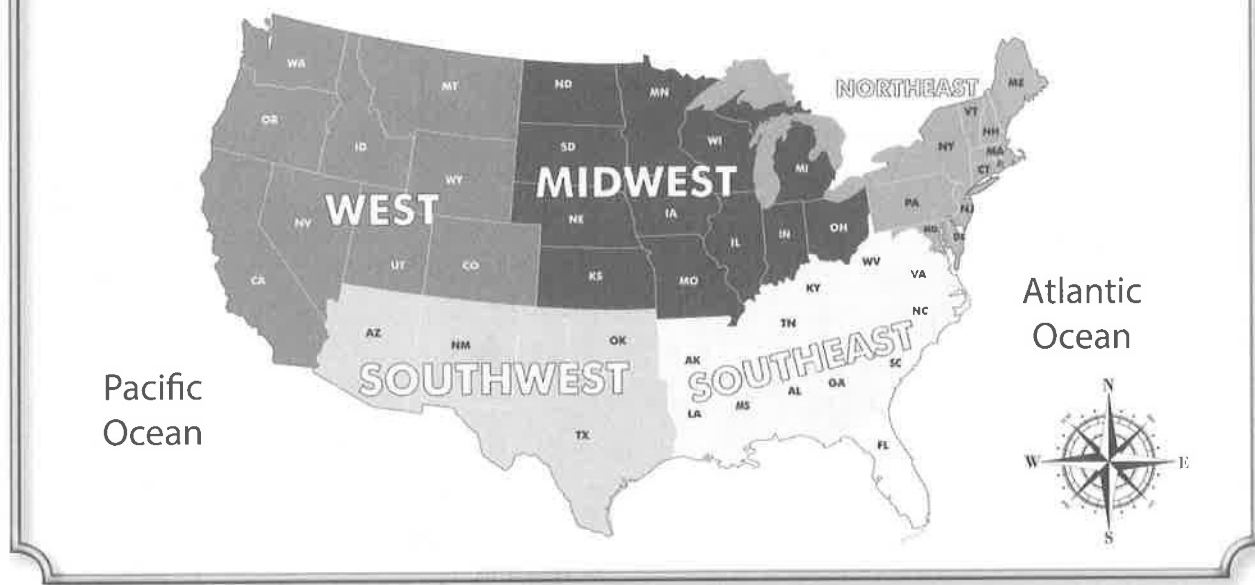 WA
MT
ND
MN
NORTHEAST
ME
VT
OR
ID
SD
WI
MI
NY
NH
MA
CT
WY
MIDWEST
WEST
NV
NE
IA
PA
NJ
IL
IN
OH
MD
DE
CA
UT
CO
KS
MO
WV
VA
KY
NC
TN
AZ
NM
OK
SOUTHWEST
SOUTHEAST
AK
SC
AL
GA
LA
MS
TX
FL
Atlantic
Ocean
Pacific
Ocean
N
W
E
S